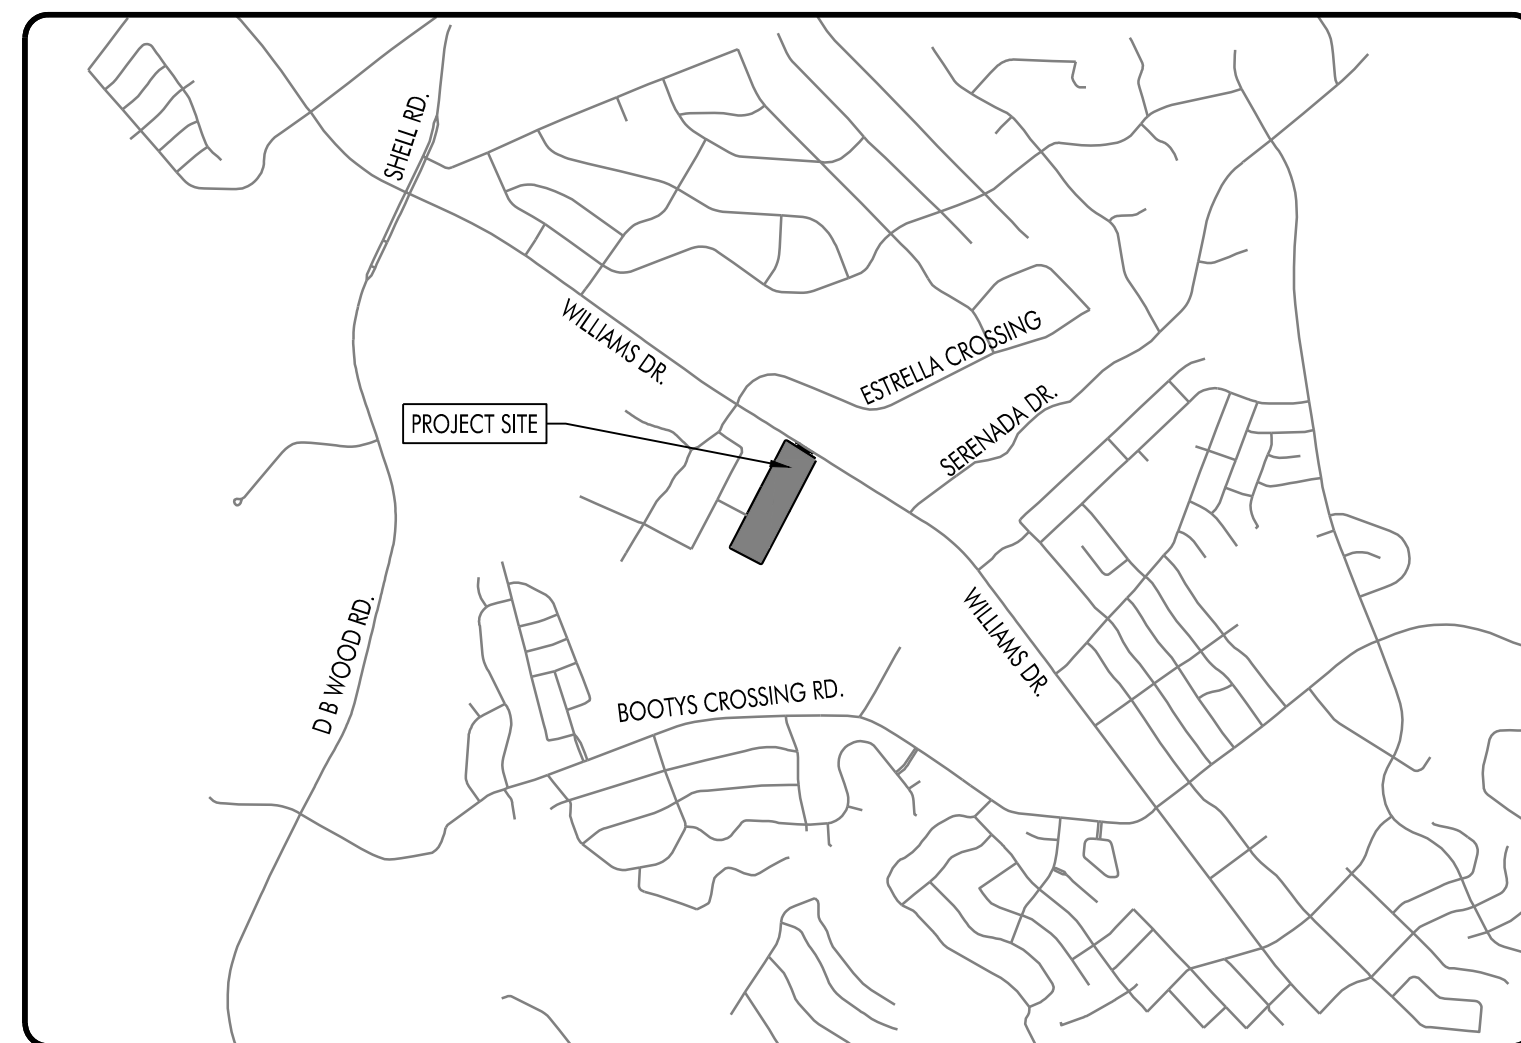 SHELL RD.
WILLIAMS DR.
ESTRELLA CROSSING
SERENADA DR.
PROJECT SITE
WILLIAMS DR.
D B WOOD RD.
BOOTYS CROSSING RD.